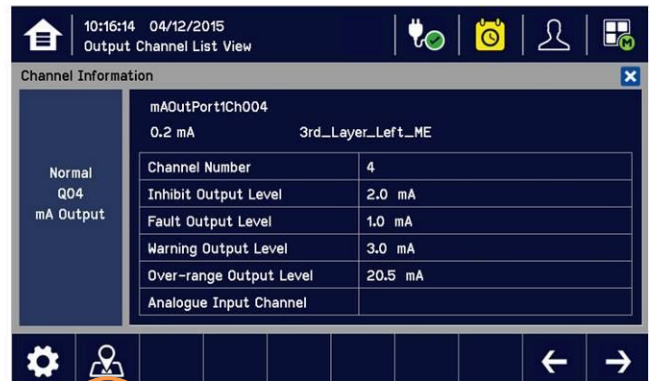 10:16:14 04/12/2015
Output Channel List View
M
Channel Information
mAOutPort1Ch004
0.2 mA 3rd_Layer_Left_ME
Normal
Q04
mA Output
Channel Number 4
Inhibit Output Level 2.0 mA
Fault Output Level 1.0 mA
Warning Output Level 3.0 mA
Over-range Output Level 20.5 mA
Analogue Input Channel